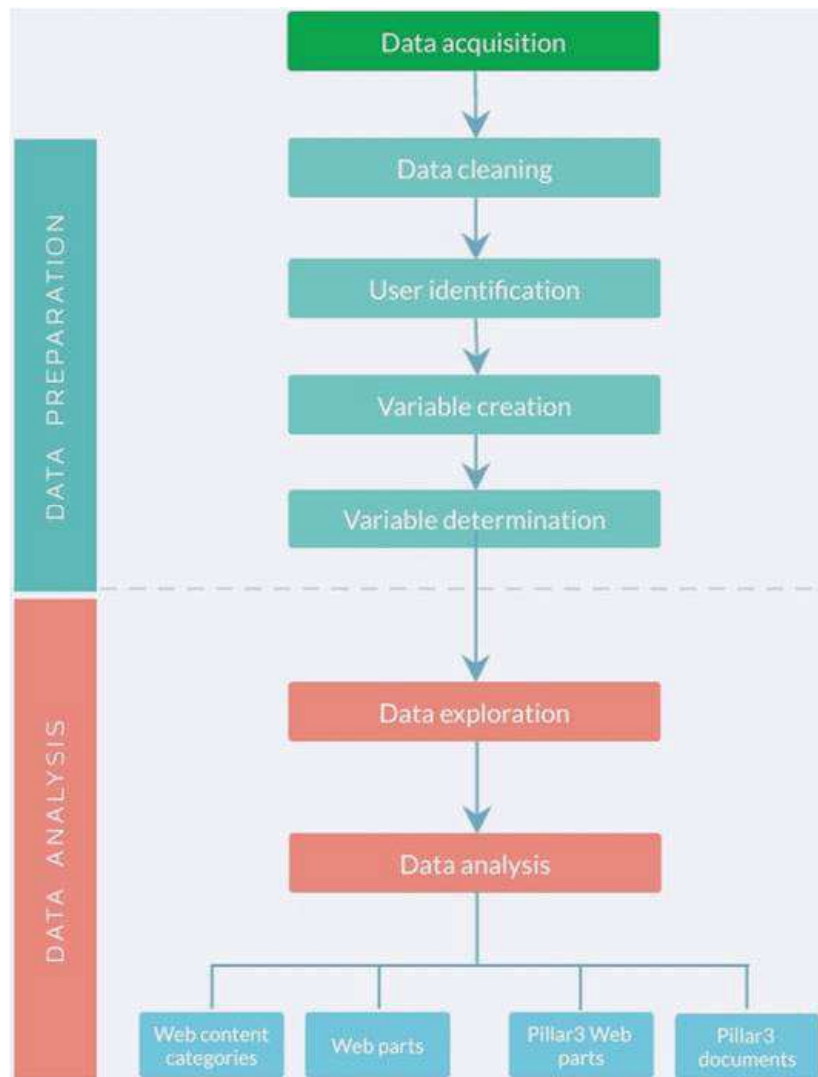 Data acquisition
DATA PREPARATION
Data cleaning
User identification
Variable creation
Variable determination
DATA ANALYSIS
Data exploration
Data analysis
Web content
categories
Web parts
Pillar3 Web
parts
Pillar3
documents